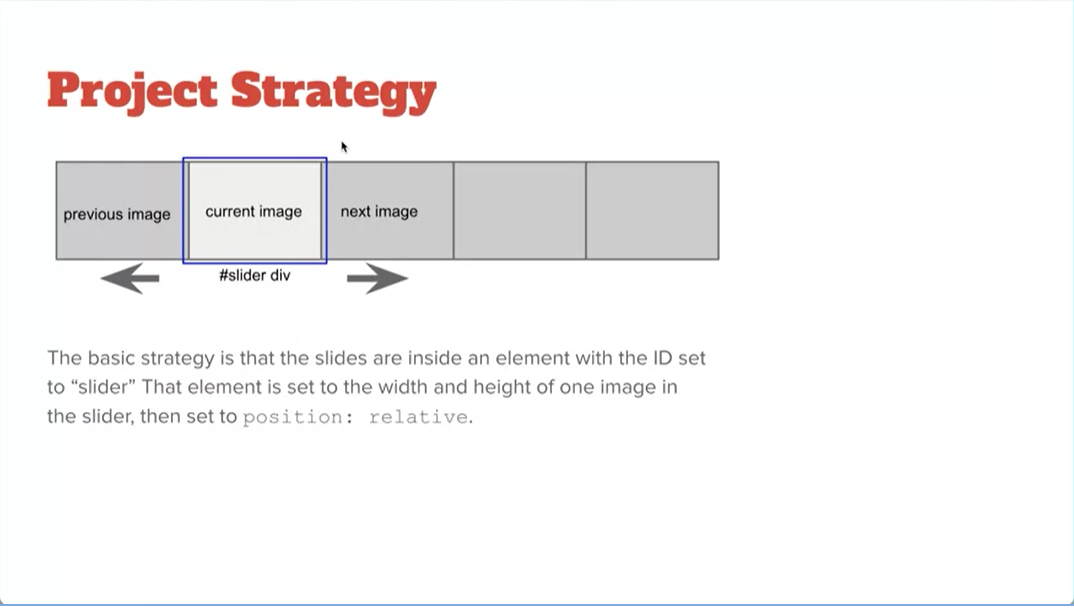 Project Strategy
previous image
current image
next image
#slider div
The basic strategy is that the slides are inside an element with the ID set
to “slider” That element is set to the width and height of one image in
the slider, then set to position: relative.